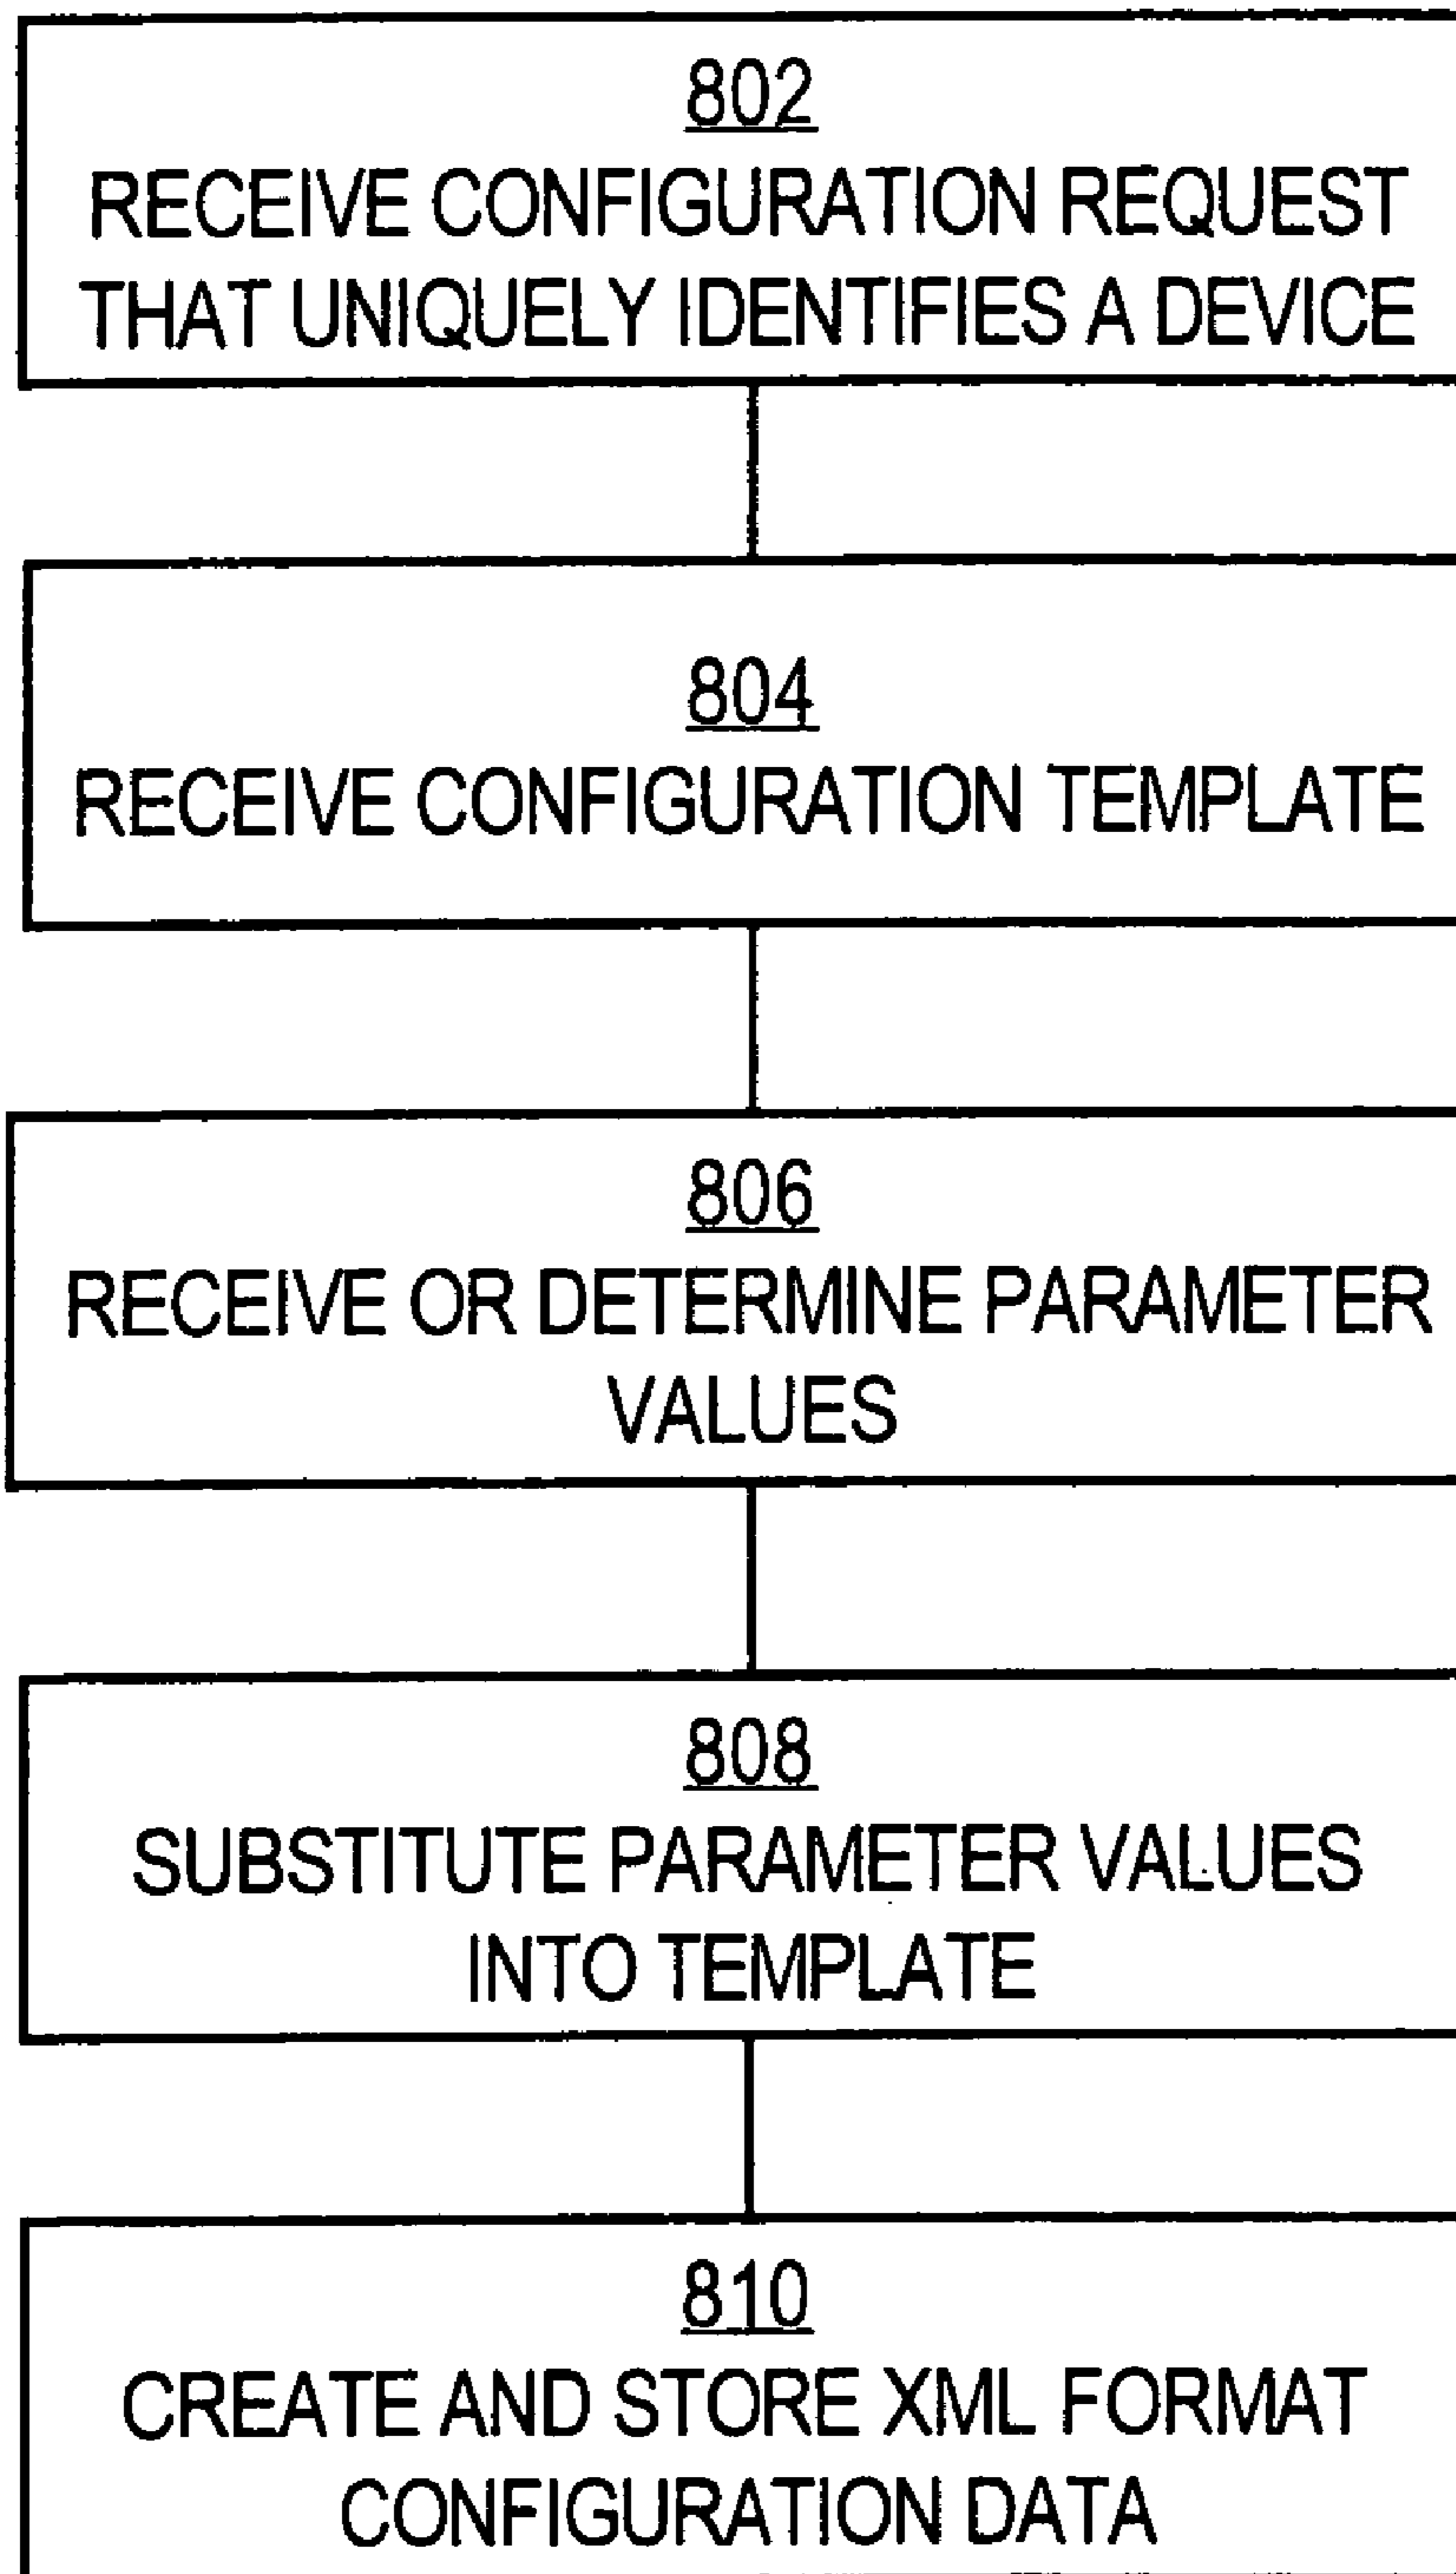 802
RECEIVE CONFIGURATION REQUEST
THAT UNIQUELY IDENTIFIES A DEVICE
804
RECEIVE CONFIGURATION TEMPLATE
806
RECEIVE OR DETERMINE PARAMETER
VALUES
808
SUBSTITUTE PARAMETER VALUES
INTO TEMPLATE
810
CREATE AND STORE XML FORMAT
CONFIGURATION DATA